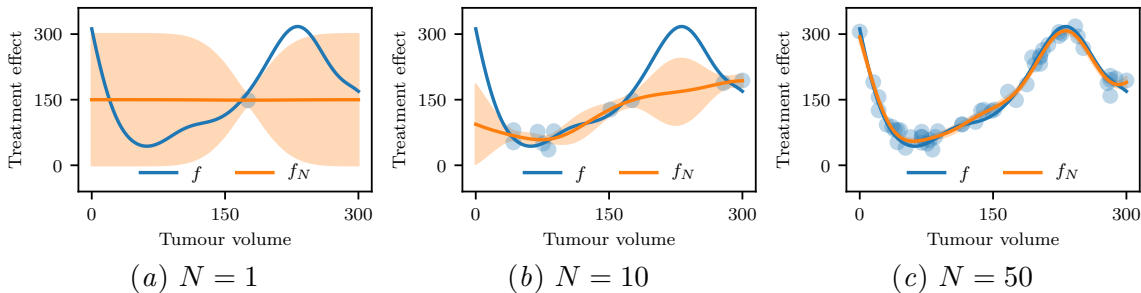 Treatment effect
300
150
0
f
f_N
0
150
300
Tumour volume
(a) N = 1
Treatment effect
300
150
0
f
f_N
0
150
300
Tumour volume
(b) N = 10
Treatment effect
300
150
0
f
f_N
0
150
300
Tumour volume
(c) N = 50